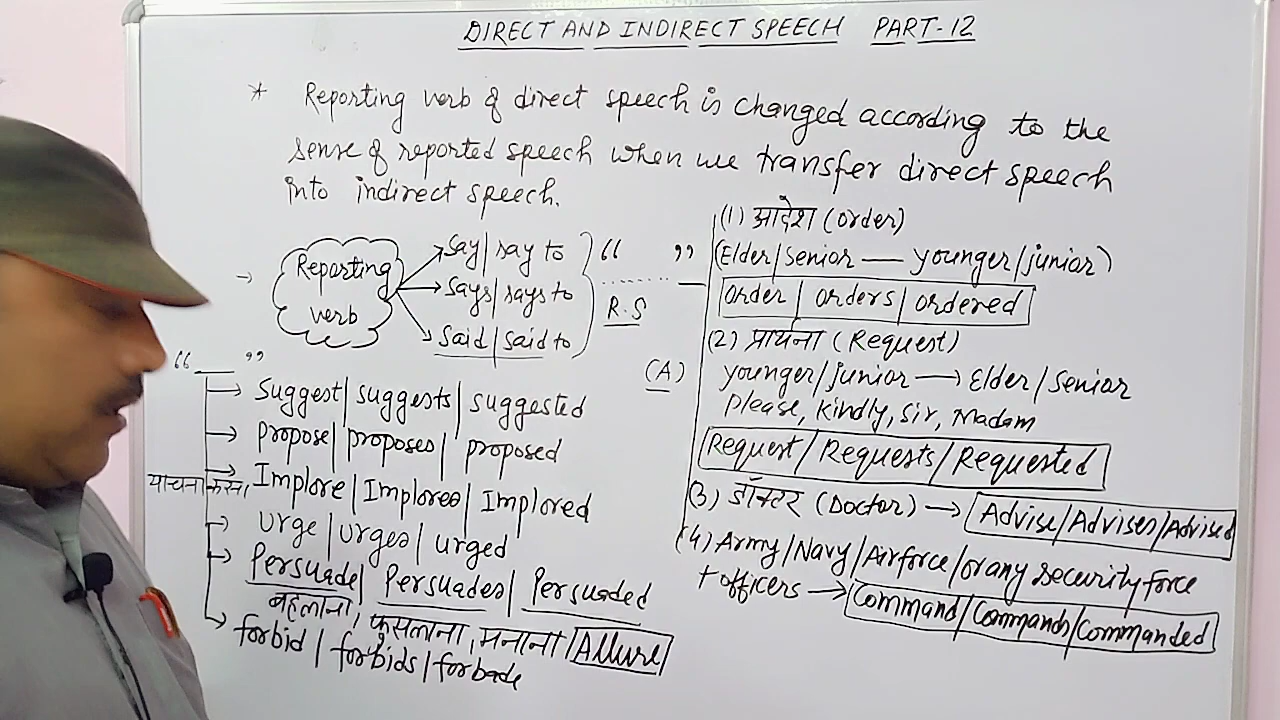 DIRECT AND INDIRECT SPEECH PART-12
* Reporting verb of direct speech is changed according to the
sense of reported speech when we transfer direct speech
into indirect speech.
→ Reporting verb
Say/say to
Says/says to
Said/said to
“ ........ ”
R.S
(A)
(1) आदेश (order)
(Elder/Senior — younger/junior)
Order/orders/ordered
(2) प्रार्थना (Request)
younger/junior → Elder/Senior
Please, kindly, Sir, Madam
Request/Requests/Requested
(3) डॉक्टर (Doctor) → Advise/Advises/Advised
(4) Army/Navy/Airforce/or any security force
+ officers → Command/Commands/Commanded
“ — ”
→ Suggest/suggests/suggested
→ Propose/proposes/proposed
→ Implore/Implores/Implored
याचना करना
→ Urge/urges/urged
→ Persuade/Persuades/Persuaded
बहलाना, फुसलाना, मनाना/Allure
→ forbid/forbids/forbade